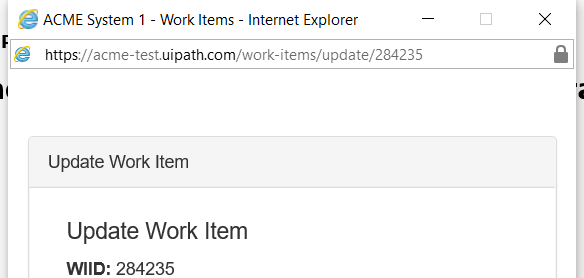 ACME System 1 - Work Items - Internet Explorer
https://acme-test.uipath.com/work-items/update/284235
Update Work Item
Update Work Item
WIID: 284235